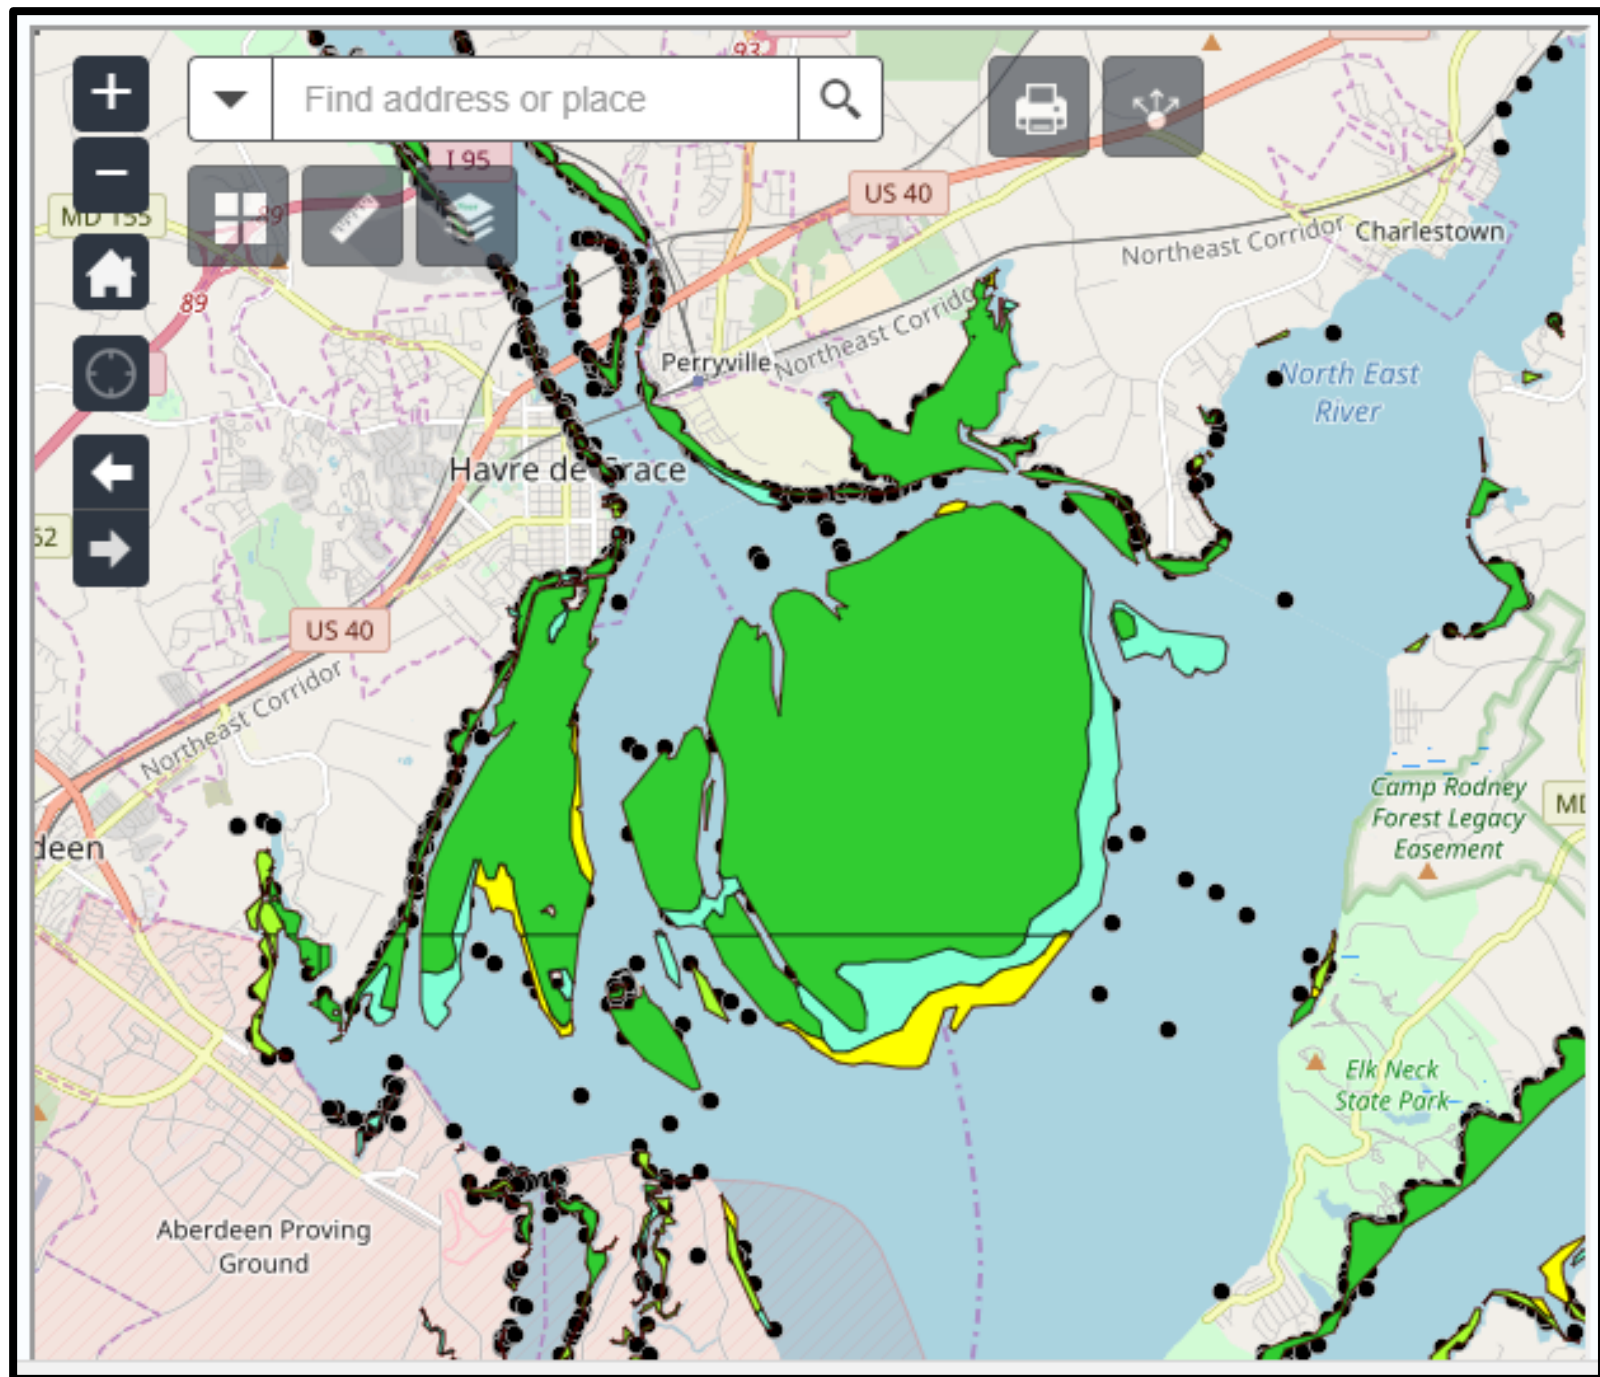 93
Find address or place
I 95
MD 155
89
US 40
Northeast Corridor
Charlestown
89
Northeast Corridor
Perryville
North East
River
Havre de Grace
62
US 40
Northeast Corridor
Camp Rodney
Forest Legacy
Easement
MD
deen
Elk Neck
State Park
Aberdeen Proving
Ground